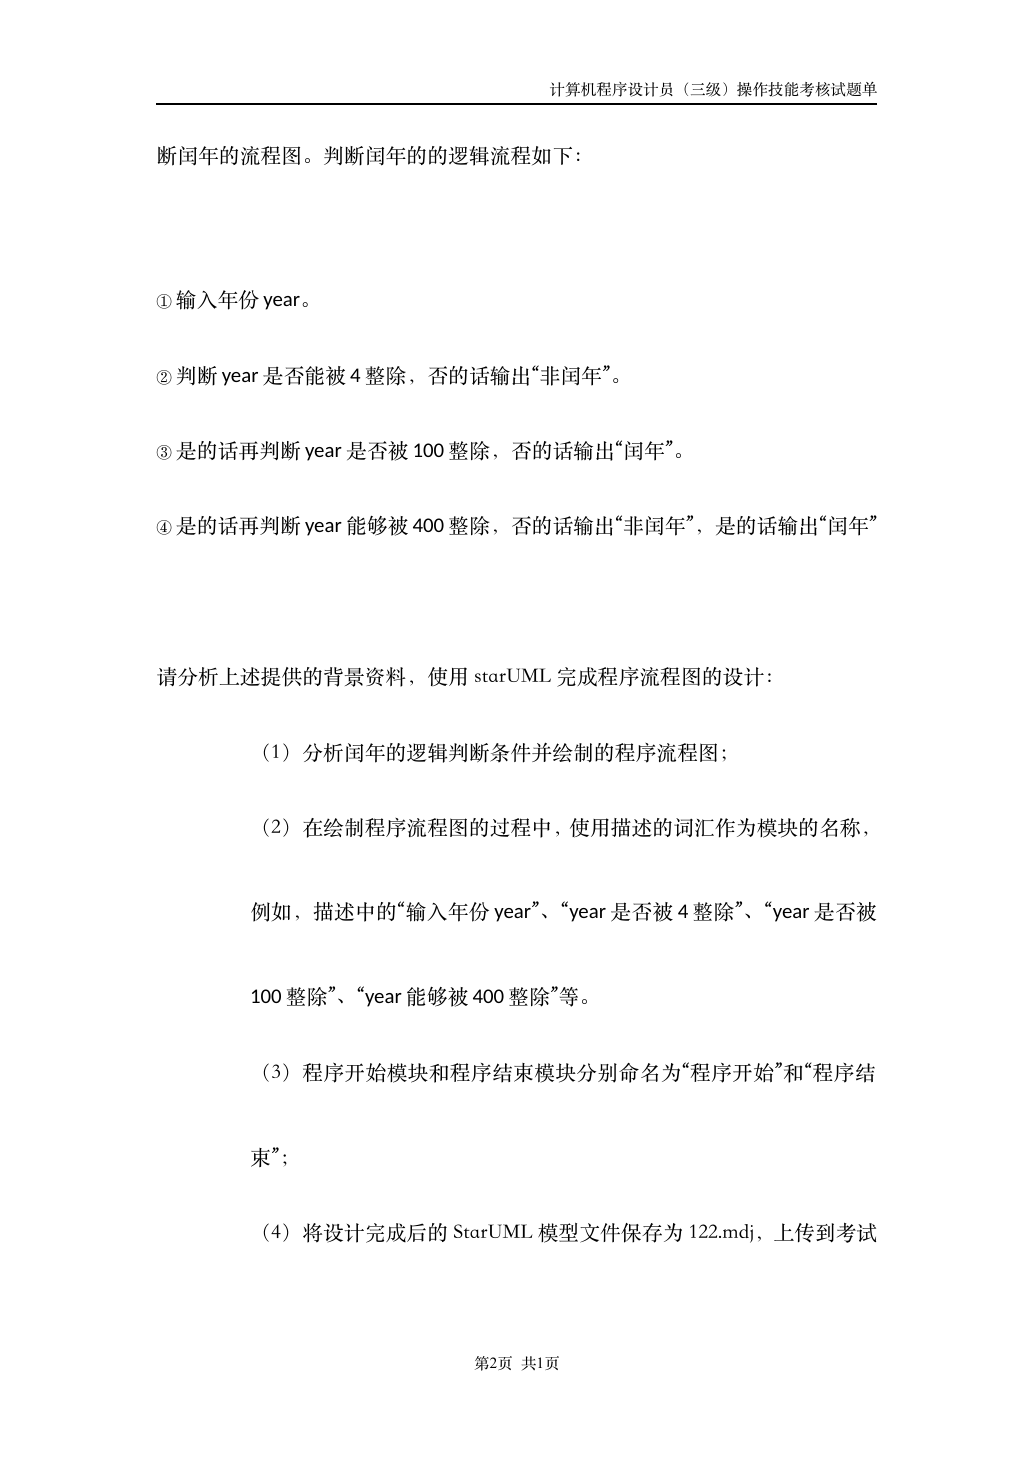 计算机程序设计员（三级）操作技能考核试题单
断闰年的流程图。判断闰年的的逻辑流程如下：
① 输入年份 year。
② 判断 year 是否能被 4 整除，否的话输出“非闰年”。
③ 是的话再判断 year 是否被 100 整除，否的话输出“闰年”。
④ 是的话再判断 year 能够被 400 整除，否的话输出“非闰年”，是的话输出“闰年”
请分析上述提供的背景资料，使用 starUML 完成程序流程图的设计：
（1）分析闰年的逻辑判断条件并绘制的程序流程图；
（2）在绘制程序流程图的过程中，使用描述的词汇作为模块的名称，
例如，描述中的“输入年份 year”、“year 是否被 4 整除”、“year 是否被
100 整除”、“year 能够被 400 整除”等。
（3）程序开始模块和程序结束模块分别命名为“程序开始”和“程序结
束”；
（4）将设计完成后的 StarUML 模型文件保存为 122.mdj，上传到考试
第2页 共1页